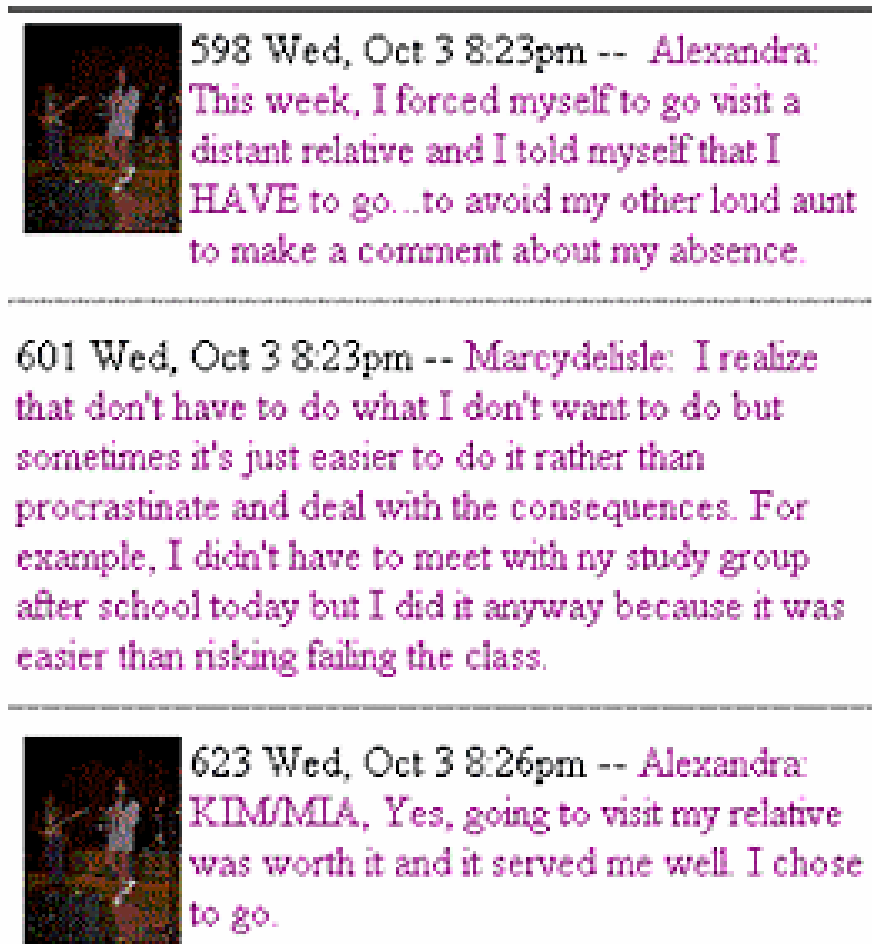 598 Wed, Oct 3 8:23pm -- Alexandra:
This week, I forced myself to go visit a
distant relative and I told myself that I
HAVE to go...to avoid my other loud aunt
to make a comment about my absence.
601 Wed, Oct 3 8:23pm -- Marcydelisle: I realize
that don't have to do what I don't want to do but
sometimes it's just easier to do it rather than
procrastinate and deal with the consequences. For
example, I didn't have to meet with ny study group
after school today but I did it anyway because it was
easier than risking failing the class.
623 Wed, Oct 3 8:26pm -- Alexandra:
KIM/MIA, Yes, going to visit my relative
was worth it and it served me well. I chose
to go.